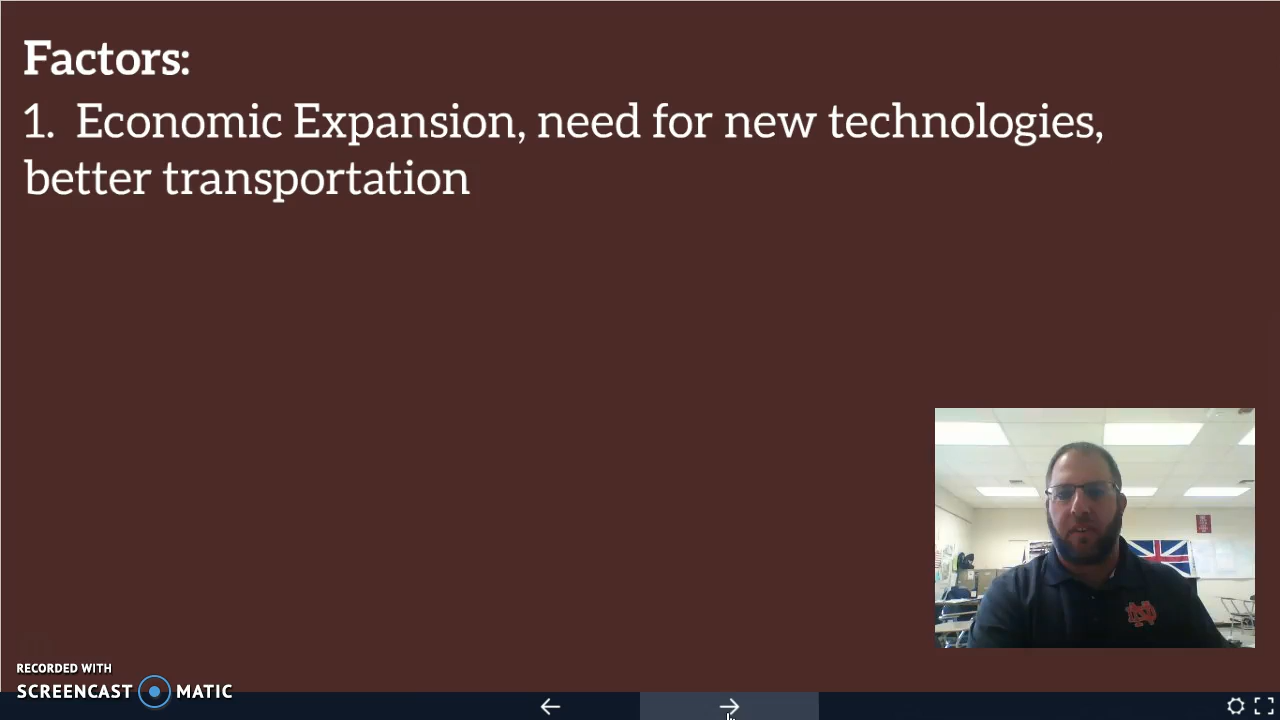 Factors:
1. Economic Expansion, need for new technologies,
better transportation
RECORDED WITH
SCREENCAST MATIC